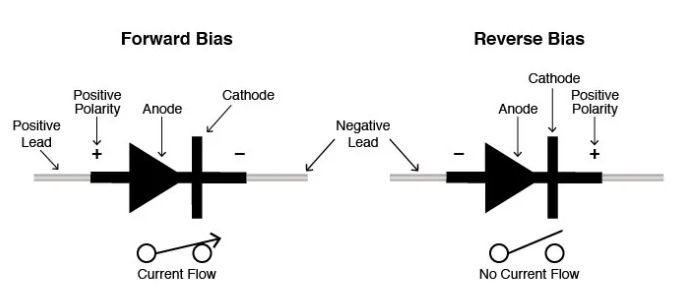 Forward Bias
Reverse Bias
Positive
Polarity
Anode
Cathode
Positive
Lead
+
−
Negative
Lead
Cathode
Anode
Positive
Polarity
−
+
Current Flow
No Current Flow